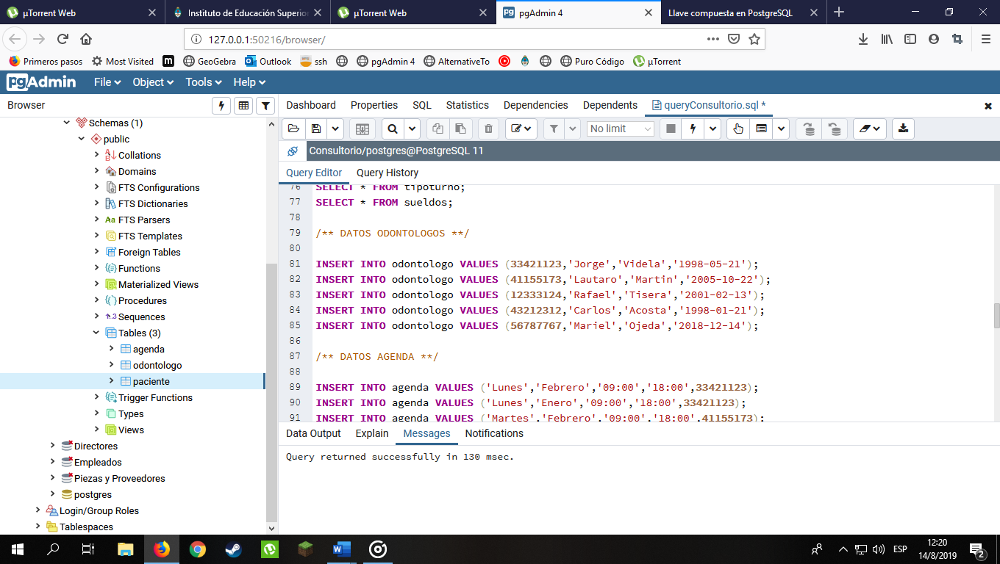 µTorrent Web
Instituto de Educación Superior
µTorrent Web
pgAdmin 4
Llave compuesta en PostgreSQL
127.0.0.1:50216/browser/
Primeros pasos
Most Visited
m
GeoGebra
Outlook
ssh
pgAdmin 4
AlternativeTo
Puro Código
µTorrent
pgAdmin
File
Object
Tools
Help
Browser
Dashboard
Properties
SQL
Statistics
Dependencies
Dependents
queryConsultorio.sql *
No limit
Consultorio/postgres@PostgreSQL 11
Query Editor
Query History
Schemas (1)
public
Collations
Domains
FTS Configurations
FTS Dictionaries
FTS Parsers
FTS Templates
Foreign Tables
Functions
Materialized Views
Procedures
Sequences
Tables (3)
agenda
odontologo
paciente
Trigger Functions
Types
Views
Directores
Empleados
Piezas y Proveedores
postgres
Login/Group Roles
Tablespaces
76 SELECT * FROM tipoturno;
77 SELECT * FROM sueldos;
78
79 /** DATOS ODONTOLOGOS **/
80
81 INSERT INTO odontologo VALUES (33421123,'Jorge','Videla','1998-05-21');
82 INSERT INTO odontologo VALUES (41155173,'Lautaro','Martin','2005-10-22');
83 INSERT INTO odontologo VALUES (12333124,'Rafael','Tisera','2001-02-13');
84 INSERT INTO odontologo VALUES (43212312,'Carlos','Acosta','1998-01-21');
85 INSERT INTO odontologo VALUES (56787767,'Mariel','Ojeda','2018-12-14');
86
87 /** DATOS AGENDA **/
88
89 INSERT INTO agenda VALUES ('Lunes','Febrero','09:00','18:00',33421123);
90 INSERT INTO agenda VALUES ('Lunes','Enero','09:00','18:00',33421123);
91 INSERT INTO agenda VALUES ('Martes','Febrero','09:00','18:00',41155173);
Data Output
Explain
Messages
Notifications
Query returned successfully in 130 msec.
ESP
12:20
14/8/2019
2